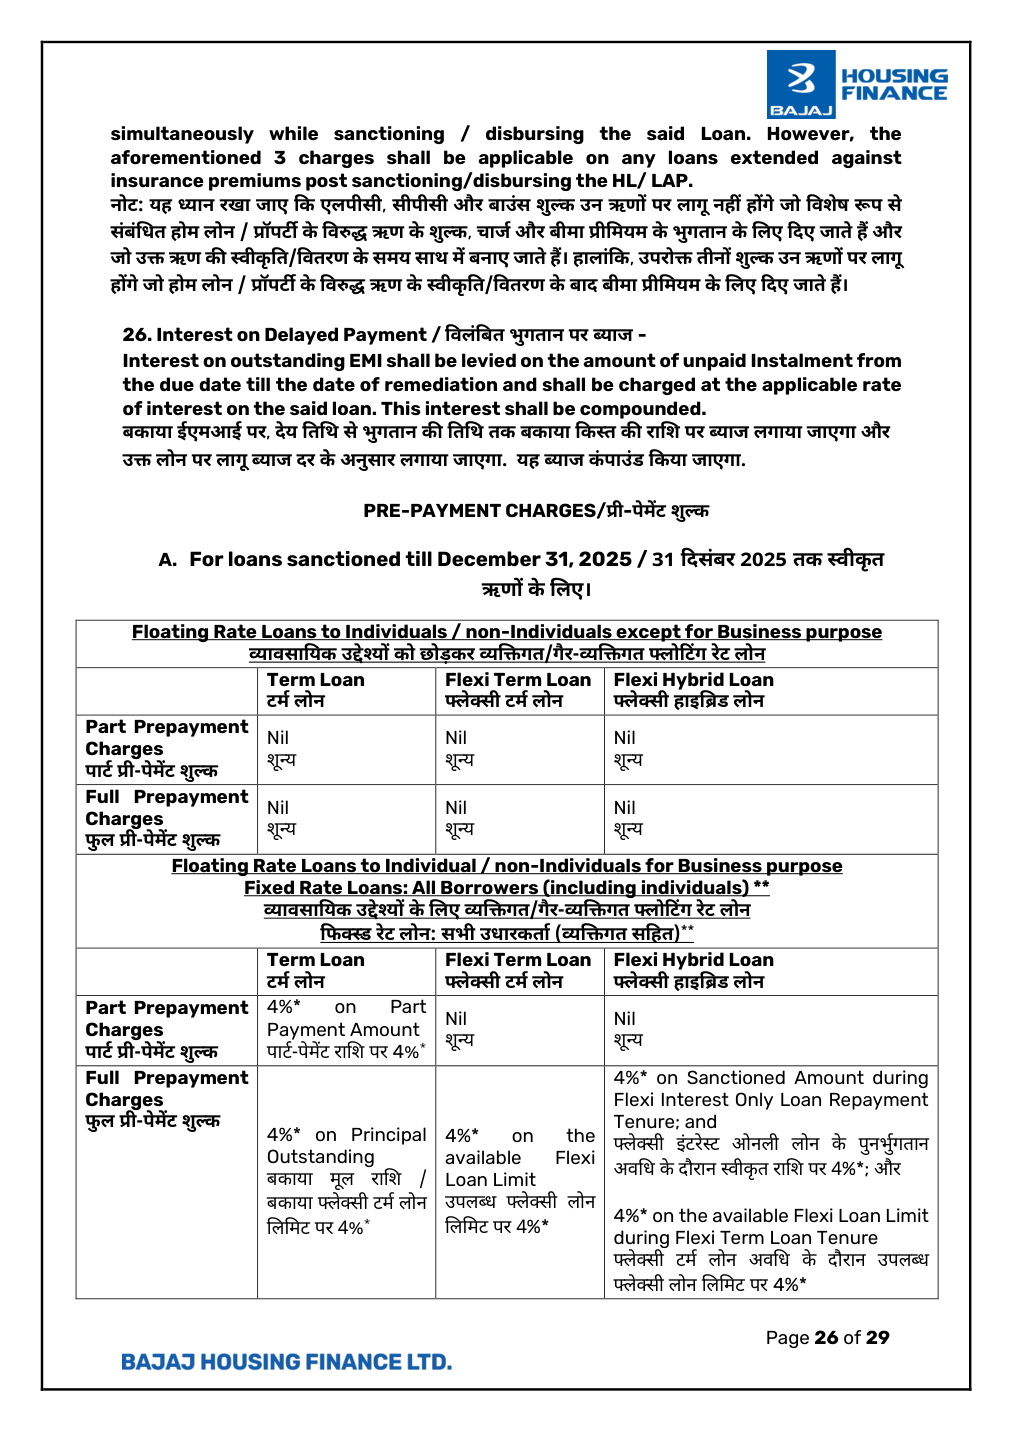 BAJAJ
HOUSING
FINANCE
simultaneously while sanctioning / disbursing the said Loan. However, the
aforementioned 3 charges shall be applicable on any loans extended against
insurance premiums post sanctioning/disbursing the HL/ LAP.
नोट: यह ध्यान रखा जाए कि एलपीसी, सीपीसी और बाउंस शुल्क उन ऋणों पर लागू नहीं होंगे जो विशेष रूप से
संबंधित होम लोन / प्रॉपर्टी के विरुद्ध ऋण के शुल्क, चार्ज और बीमा प्रीमियम के भुगतान के लिए दिए जाते हैं और
जो उक्त ऋण की स्वीकृति/वितरण के समय साथ में बनाए जाते हैं। हालांकि, उपरोक्त तीनों शुल्क उन ऋणों पर लागू
होंगे जो होम लोन / प्रॉपर्टी के विरुद्ध ऋण के स्वीकृति/वितरण के बाद बीमा प्रीमियम के लिए दिए जाते हैं।
26. Interest on Delayed Payment / विलंबित भुगतान पर ब्याज -
Interest on outstanding EMI shall be levied on the amount of unpaid Instalment from
the due date till the date of remediation and shall be charged at the applicable rate
of interest on the said loan. This interest shall be compounded.
बकाया ईएमआई पर, देय तिथि से भुगतान की तिथि तक बकाया किस्त की राशि पर ब्याज लगाया जाएगा और
उक्त लोन पर लागू ब्याज दर के अनुसार लगाया जाएगा. यह ब्याज कंपाउंड किया जाएगा.
PRE-PAYMENT CHARGES/प्री-पेमेंट शुल्क
A. For loans sanctioned till December 31, 2025 / 31 दिसंबर 2025 तक स्वीकृत
ऋणों के लिए।
Floating Rate Loans to Individuals / non-Individuals except for Business purpose
व्यावसायिक उद्देश्यों को छोड़कर व्यक्तिगत/गैर-व्यक्तिगत फ्लोटिंग रेट लोन
Term Loan
टर्म लोन
Flexi Term Loan
फ्लेक्सी टर्म लोन
Flexi Hybrid Loan
फ्लेक्सी हाइब्रिड लोन
Part Prepayment
Charges
पार्ट प्री-पेमेंट शुल्क
Nil
शून्य
Nil
शून्य
Nil
शून्य
Full Prepayment
Charges
फुल प्री-पेमेंट शुल्क
Nil
शून्य
Nil
शून्य
Nil
शून्य
Floating Rate Loans to Individual / non-Individuals for Business purpose
Fixed Rate Loans: All Borrowers (including individuals) **
व्यावसायिक उद्देश्यों के लिए व्यक्तिगत/गैर-व्यक्तिगत फ्लोटिंग रेट लोन
फिक्स्ड रेट लोन: सभी उधारकर्ता (व्यक्तिगत सहित)**
Term Loan
टर्म लोन
Flexi Term Loan
फ्लेक्सी टर्म लोन
Flexi Hybrid Loan
फ्लेक्सी हाइब्रिड लोन
Part Prepayment
Charges
पार्ट प्री-पेमेंट शुल्क
4%* on Part
Payment Amount
पार्ट-पेमेंट राशि पर 4%*
Nil
शून्य
Nil
शून्य
Full Prepayment
Charges
फुल प्री-पेमेंट शुल्क
4%* on Principal
Outstanding
बकाया मूल राशि /
बकाया फ्लेक्सी टर्म लोन
लिमिट पर 4%*
4%* on the
available Flexi
Loan Limit
उपलब्ध फ्लेक्सी लोन
लिमिट पर 4%*
4%* on Sanctioned Amount during
Flexi Interest Only Loan Repayment
Tenure; and
फ्लेक्सी इंटरेस्ट ओनली लोन के पुनर्भुगतान
अवधि के दौरान स्वीकृत राशि पर 4%*; और
4%* on the available Flexi Loan Limit
during Flexi Term Loan Tenure
फ्लेक्सी टर्म लोन अवधि के दौरान उपलब्ध
फ्लेक्सी लोन लिमिट पर 4%*
Page 26 of 29
BAJAJ HOUSING FINANCE LTD.